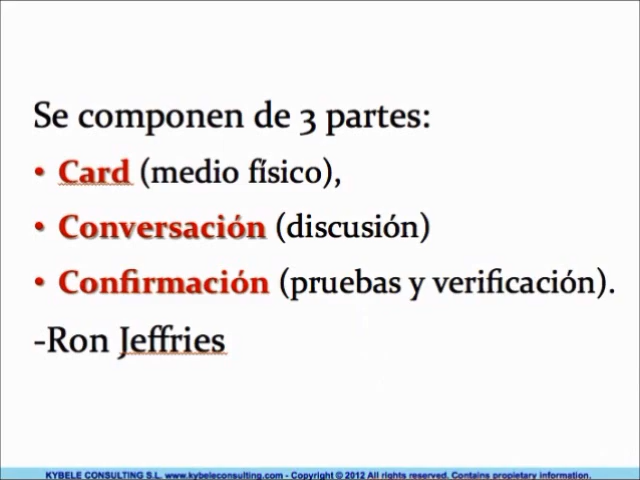 Se componen de 3 partes:
• Card (medio físico),
• Conversación (discusión)
• Confirmación (pruebas y verificación).
-Ron Jeffries
KYBELE CONSULTING S.L. www.kybeleconsulting.com - Copyright © 2012 All rights reserved. Contains propietary information.